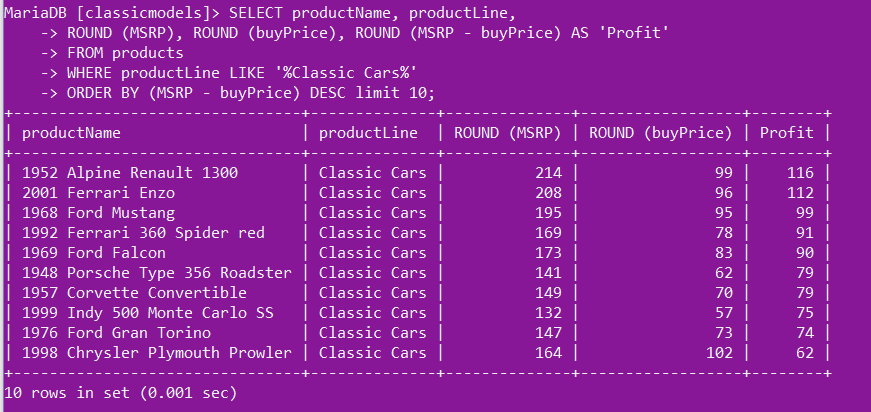 MariaDB [classicmodels]> SELECT productName, productLine,
    -> ROUND (MSRP), ROUND (buyPrice), ROUND (MSRP - buyPrice) AS 'Profit'
    -> FROM products
    -> WHERE productLine LIKE '%Classic Cars%'
    -> ORDER BY (MSRP - buyPrice) DESC limit 10;
+--------------------------------+--------------+--------------+------------------+--------+
| productName                    | productLine  | ROUND (MSRP) | ROUND (buyPrice) | Profit |
+--------------------------------+--------------+--------------+------------------+--------+
| 1952 Alpine Renault 1300       | Classic Cars |          214 |               99 |    116 |
| 2001 Ferrari Enzo              | Classic Cars |          208 |               96 |    112 |
| 1968 Ford Mustang              | Classic Cars |          195 |               95 |     99 |
| 1992 Ferrari 360 Spider red    | Classic Cars |          169 |               78 |     91 |
| 1969 Ford Falcon               | Classic Cars |          173 |               83 |     90 |
| 1948 Porsche Type 356 Roadster | Classic Cars |          141 |               62 |     79 |
| 1957 Corvette Convertible      | Classic Cars |          149 |               70 |     79 |
| 1999 Indy 500 Monte Carlo SS   | Classic Cars |          132 |               57 |     75 |
| 1976 Ford Gran Torino          | Classic Cars |          147 |               73 |     74 |
| 1998 Chrysler Plymouth Prowler | Classic Cars |          164 |              102 |     62 |
+--------------------------------+--------------+--------------+------------------+--------+
10 rows in set (0.001 sec)